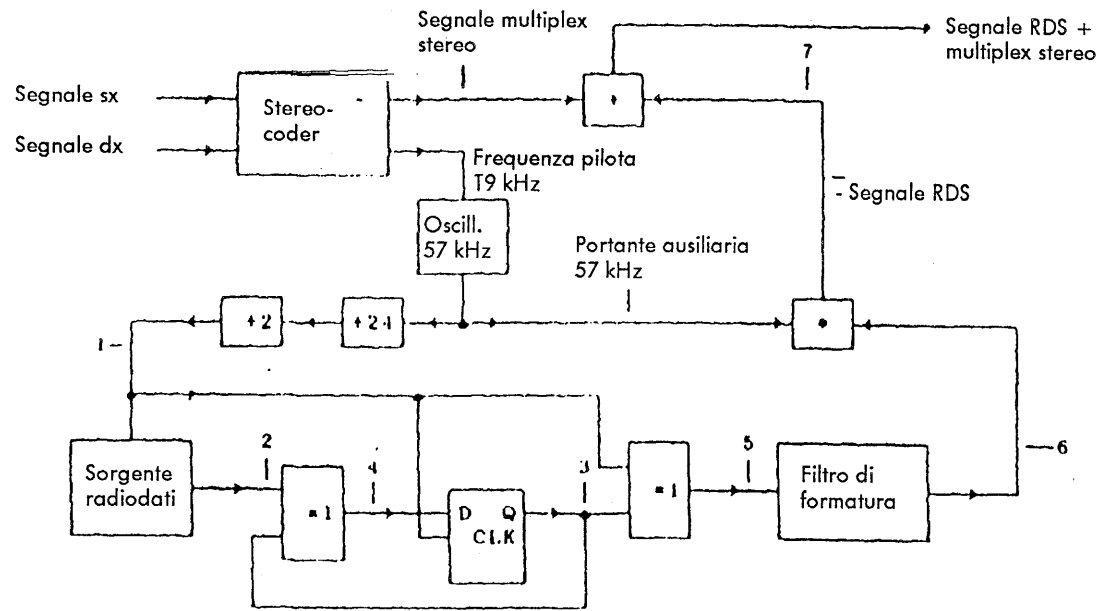 Segnale multiplex
stereo
7
Segnale RDS +
multiplex stereo
Segnale sx
Segnale dx
Stereo-
coder
+
Frequenza pilota
T9 kHz
- Segnale RDS
Oscill.
57 kHz
Portante ausiliaria
57 kHz
+2
+24
*
1
2
4
3
5
6
Sorgente
radiodati
=1
D Q
CLK
=1
Filtro di
formatura